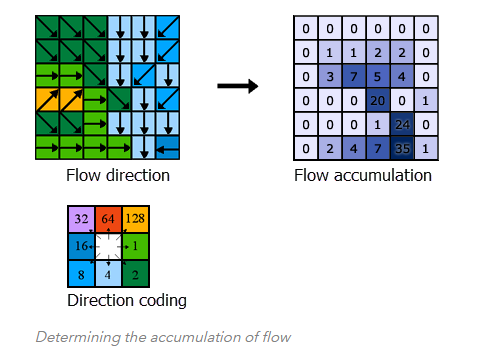 0 0 0 0 0 0
0 1 1 2 2 0
0 3 7 5 4 0
0 0 0 20 0 1
0 0 0 1 24 0
0 2 4 7 35 1
Flow direction
Flow accumulation
32 64 128
16 1
8 4 2
Direction coding
Determining the accumulation of flow